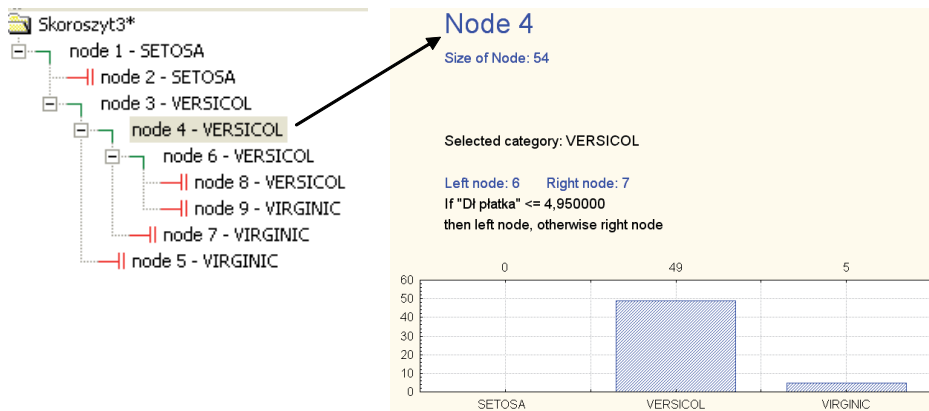 Skoroszyt3*
node 1 - SETOSA
node 2 - SETOSA
node 3 - VERSICOL
node 4 - VERSICOL
node 6 - VERSICOL
node 8 - VERSICOL
node 9 - VIRGINIC
node 7 - VIRGINIC
node 5 - VIRGINIC
Node 4
Size of Node: 54
Selected category: VERSICOL
Left node: 6 Right node: 7
If "Dł płatka" <= 4,950000
then left node, otherwise right node
0 49 5
60
50
40
30
20
10
0
SETOSA VERSICOL VIRGINIC